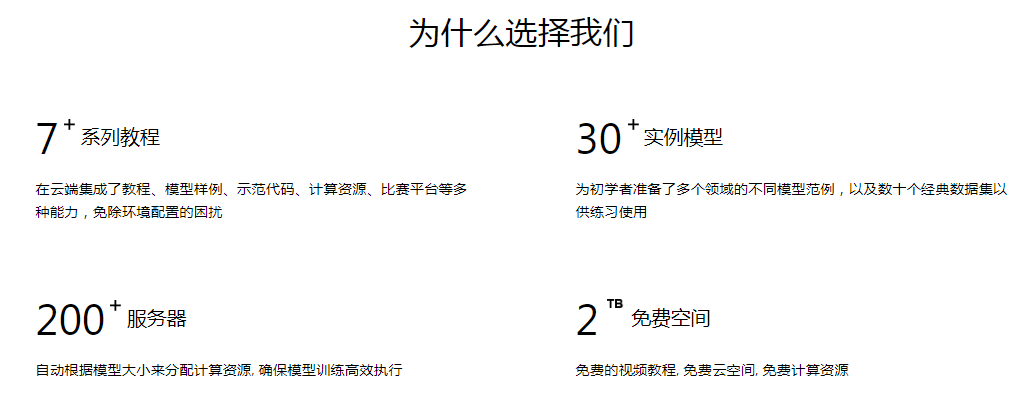 为什么选择我们
7+ 系列教程
在云端集成了教程、模型样例、示范代码、计算资源、比赛平台等多
种能力，免除环境配置的困扰
30+ 实例模型
为初学者准备了多个领域的不同模型范例，以及数十个经典数据集以
供练习使用
200+ 服务器
自动根据模型大小来分配计算资源, 确保模型训练高效执行
2 TB 免费空间
免费的视频教程, 免费云空间, 免费计算资源